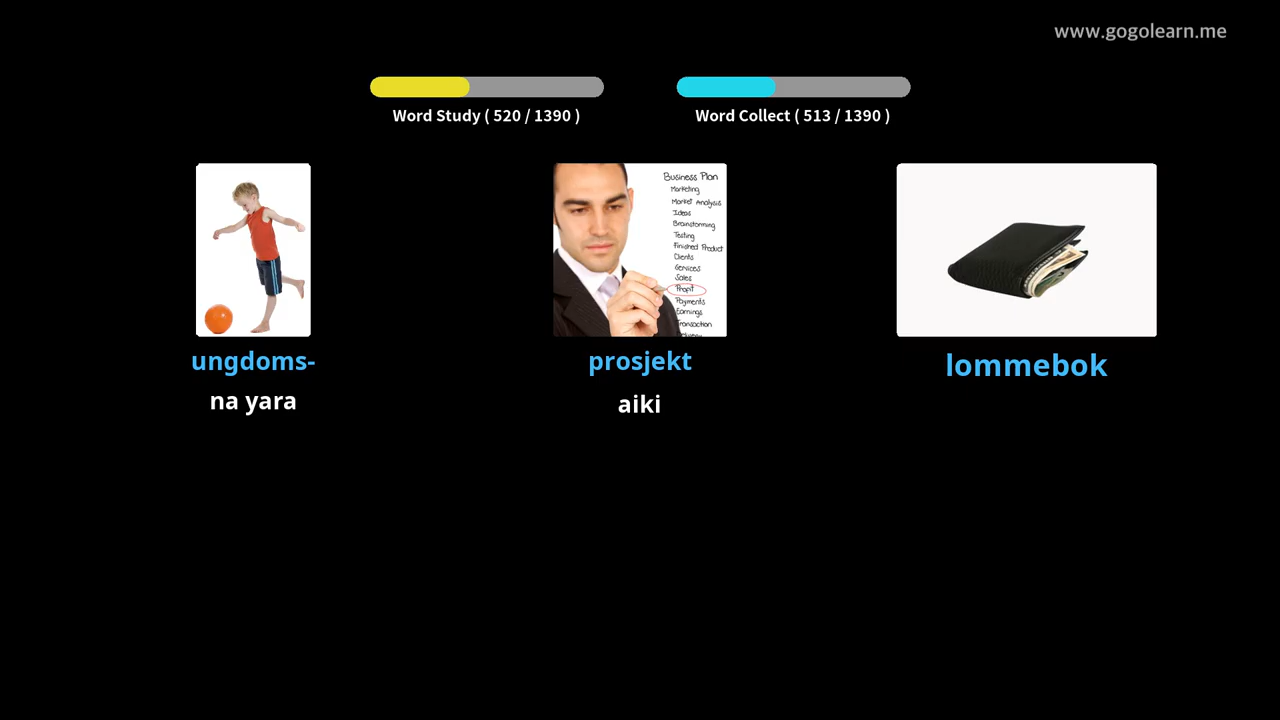 www.gogolearn.me
Word Study ( 520 / 1390 )
Word Collect ( 513 / 1390 )
Business Plan
Marketing
Market Analysis
Ideas
Brainstorming
Testing
Finished Product
Clients
Services
Sales
Profit
Payments
Earnings
Transaction
ungdoms-
na yara
prosjekt
aiki
lommebok